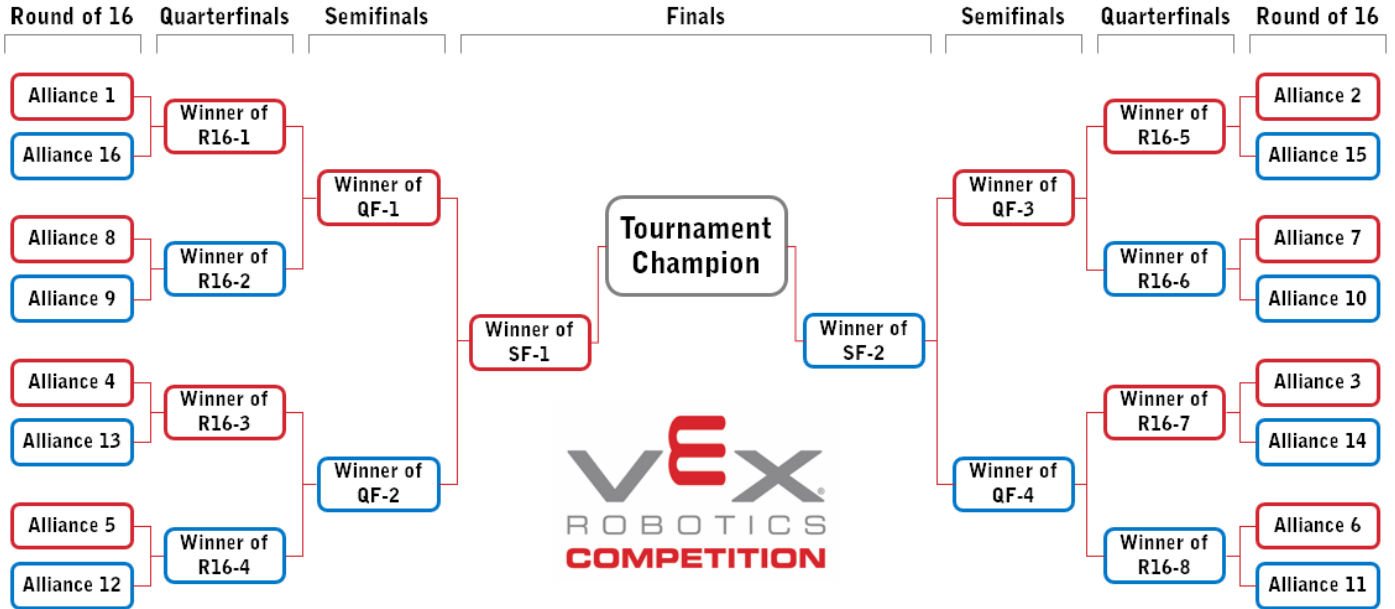 Round of 16
Quarterfinals
Semifinals
Finals
Semifinals
Quarterfinals
Round of 16
Alliance 1
Alliance 16
Alliance 8
Alliance 9
Alliance 4
Alliance 13
Alliance 5
Alliance 12
Winner of
R16-1
Winner of
R16-2
Winner of
R16-3
Winner of
R16-4
Winner of
QF-1
Winner of
QF-2
Winner of
SF-1
Tournament
Champion
Winner of
SF-2
Winner of
QF-3
Winner of
QF-4
Winner of
R16-5
Winner of
R16-6
Winner of
R16-7
Winner of
R16-8
Alliance 2
Alliance 15
Alliance 7
Alliance 10
Alliance 3
Alliance 14
Alliance 6
Alliance 11
VEX®
ROBOTICS
COMPETITION